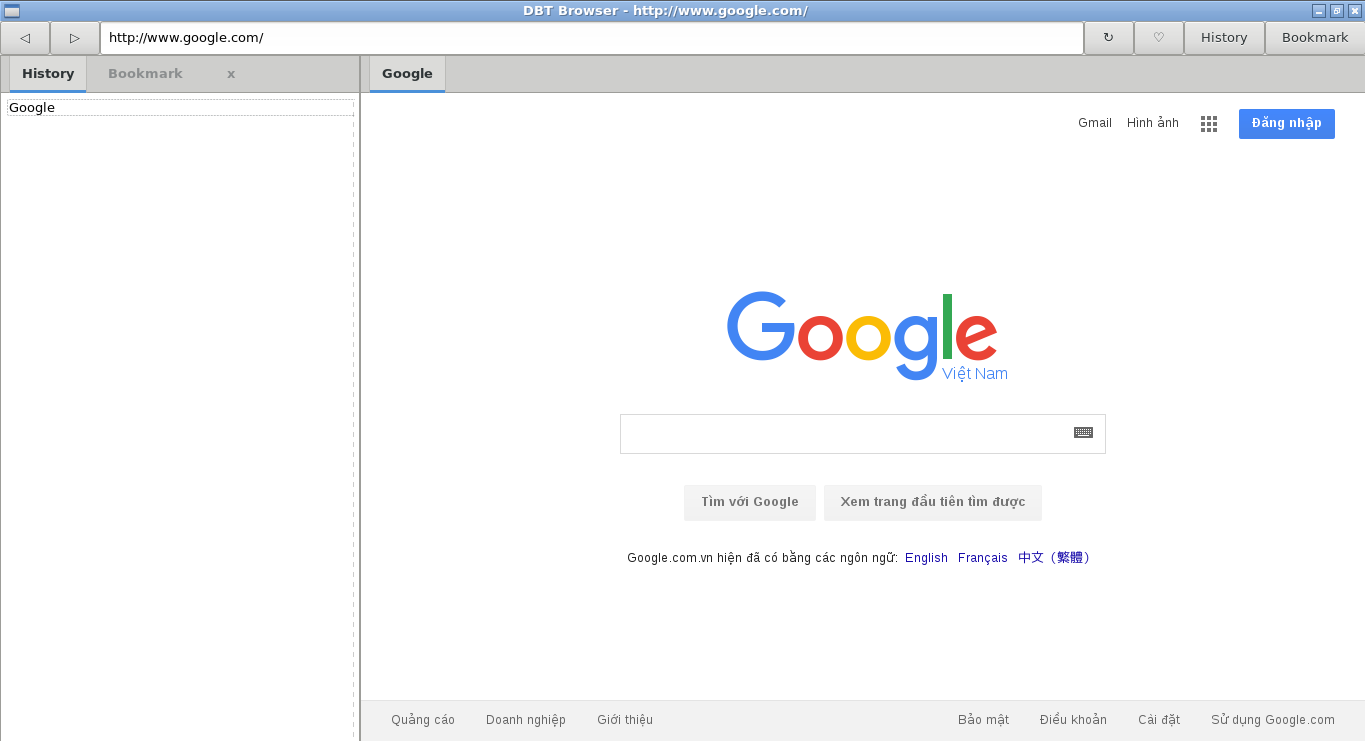 DBT Browser - http://www.google.com/
http://www.google.com/ History Bookmark
History Bookmark x Google
Google
Gmail Hình ảnh Đăng nhập
Google
Việt Nam
Tìm với Google Xem trang đầu tiên tìm được
Google.com.vn hiện đã có bằng các ngôn ngữ: English Français 中文（繁體）
Quảng cáo Doanh nghiệp Giới thiệu Bảo mật Điều khoản Cài đặt Sử dụng Google.com